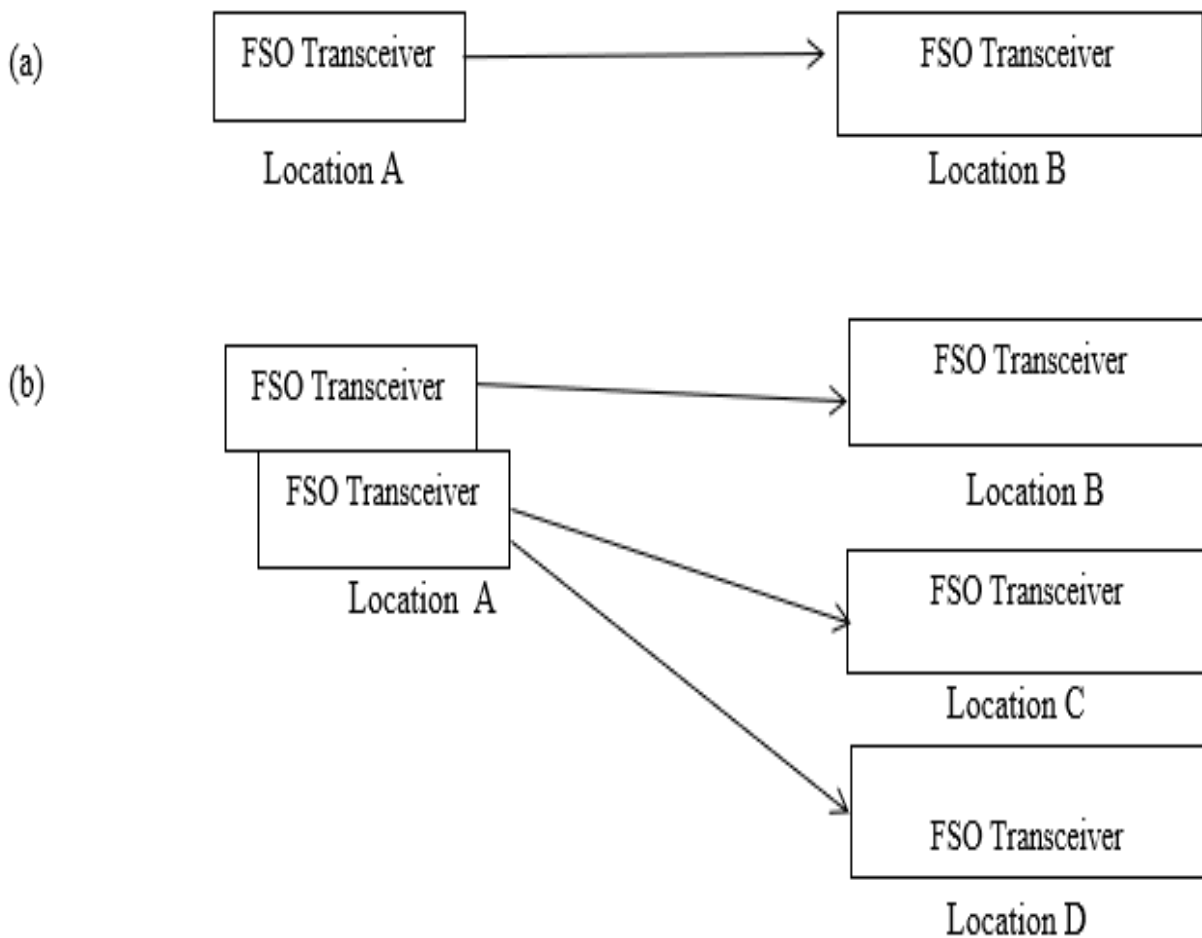 (a)
FSO Transceiver
FSO Transceiver
Location A
Location B
(b)
FSO Transceiver
FSO Transceiver
FSO Transceiver
Location B
Location A
FSO Transceiver
Location C
FSO Transceiver
Location D